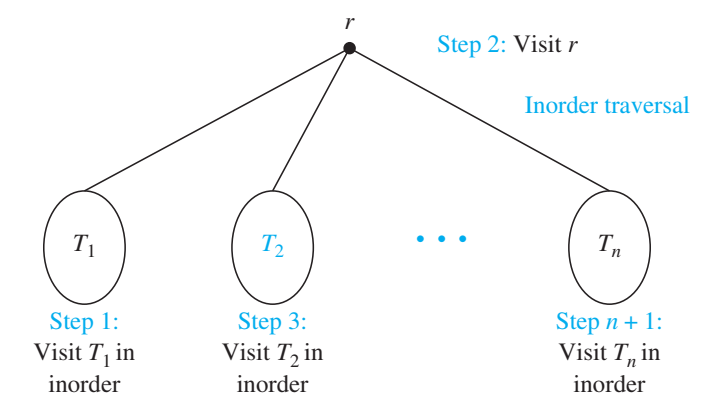 r
Step 2: Visit r
Inorder traversal
T1
T2
· · ·
Tn
Step 1:
Visit T1 in
inorder
Step 3:
Visit T2 in
inorder
Step n + 1:
Visit Tn in
inorder